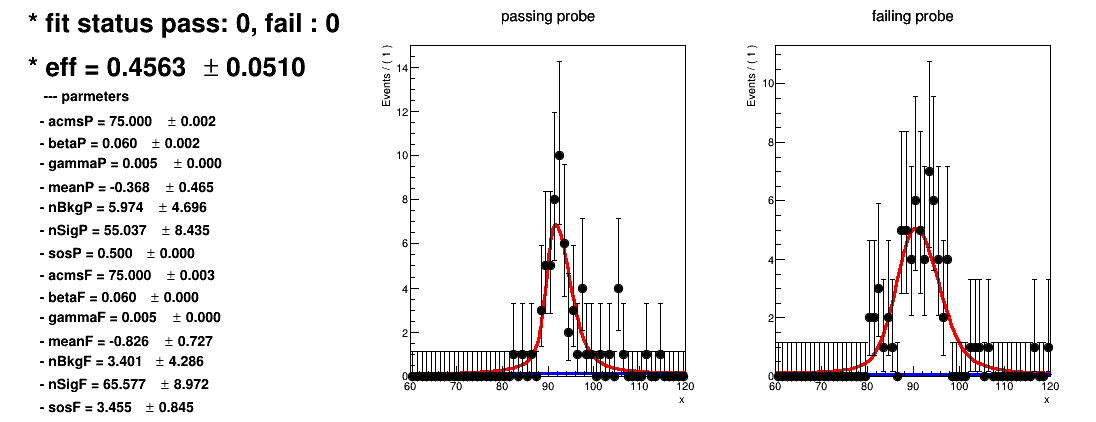 * fit status pass: 0, fail : 0
* eff = 0.4563 ± 0.0510
--- parmeters
- acmsP = 75.000 ± 0.002
- betaP = 0.060 ± 0.002
- gammaP = 0.005 ± 0.000
- meanP = -0.368 ± 0.465
- nBkgP = 5.974 ± 4.696
- nSigP = 55.037 ± 8.435
- sosP = 0.500 ± 0.000
- acmsF = 75.000 ± 0.003
- betaF = 0.060 ± 0.000
- gammaF = 0.005 ± 0.000
- meanF = -0.826 ± 0.727
- nBkgF = 3.401 ± 4.286
- nSigF = 65.577 ± 8.972
- sosF = 3.455 ± 0.845
passing probe
Events / ( 1 )
14
12
10
8
6
4
2
0
60 70 80 90 100 110 120
x
failing probe
Events / ( 1 )
10
8
6
4
2
0
60 70 80 90 100 110 120
x